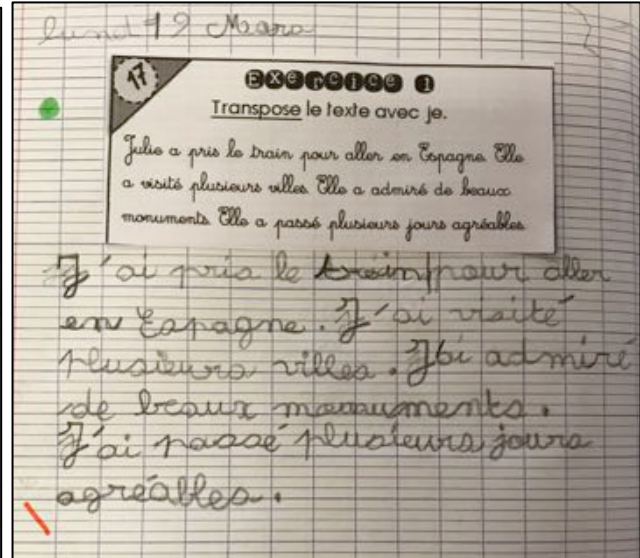 lundi 19 Mars
17
Exercice 1
Transpose le texte avec je.
Julie a pris le train pour aller en Espagne. Elle
a visité plusieurs villes. Elle a admiré de beaux
monuments. Elle a passé plusieurs jours agréables.
J'ai pris le train pour aller
en Espagne. J'ai visité
plusieurs villes. J'ai admiré
de beaux monuments.
J'ai passé plusieurs jours
agréables.